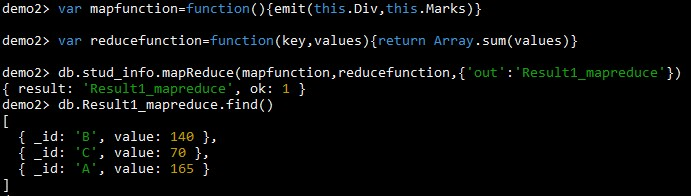 demo2> var mapfunction=function(){emit(this.Div,this.Marks)}
demo2> var reducefunction=function(key,values){return Array.sum(values)}
demo2> db.stud_info.mapReduce(mapfunction,reducefunction,{'out':'Result1_mapreduce'})
{ result: 'Result1_mapreduce', ok: 1 }
demo2> db.Result1_mapreduce.find()
[
  { _id: 'B', value: 140 },
  { _id: 'C', value: 70 },
  { _id: 'A', value: 165 }
]